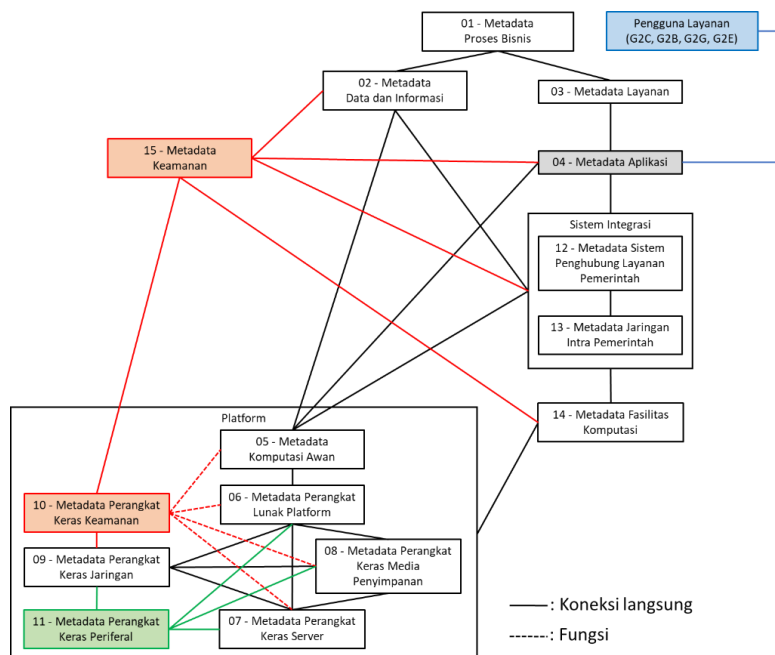 01 - Metadata
Proses Bisnis
Pengguna Layanan
(G2C, G2B, G2G, G2E)
02 - Metadata
Data dan Informasi
03 - Metadata Layanan
15 - Metadata
Keamanan
04 - Metadata Aplikasi
Sistem Integrasi
12 - Metadata Sistem
Penghubung Layanan
Pemerintah
13 - Metadata Jaringan
Intra Pemerintah
14 - Metadata Fasilitas
Komputasi
Platform
05 - Metadata
Komputasi Awan
06 - Metadata Perangkat
Lunak Platform
10 - Metadata Perangkat
Keras Keamanan
09 - Metadata Perangkat
Keras Jaringan
08 - Metadata Perangkat
Keras Media
Penyimpanan
11 - Metadata Perangkat
Keras Periferal
07 - Metadata Perangkat
Keras Server
: Koneksi langsung
: Fungsi